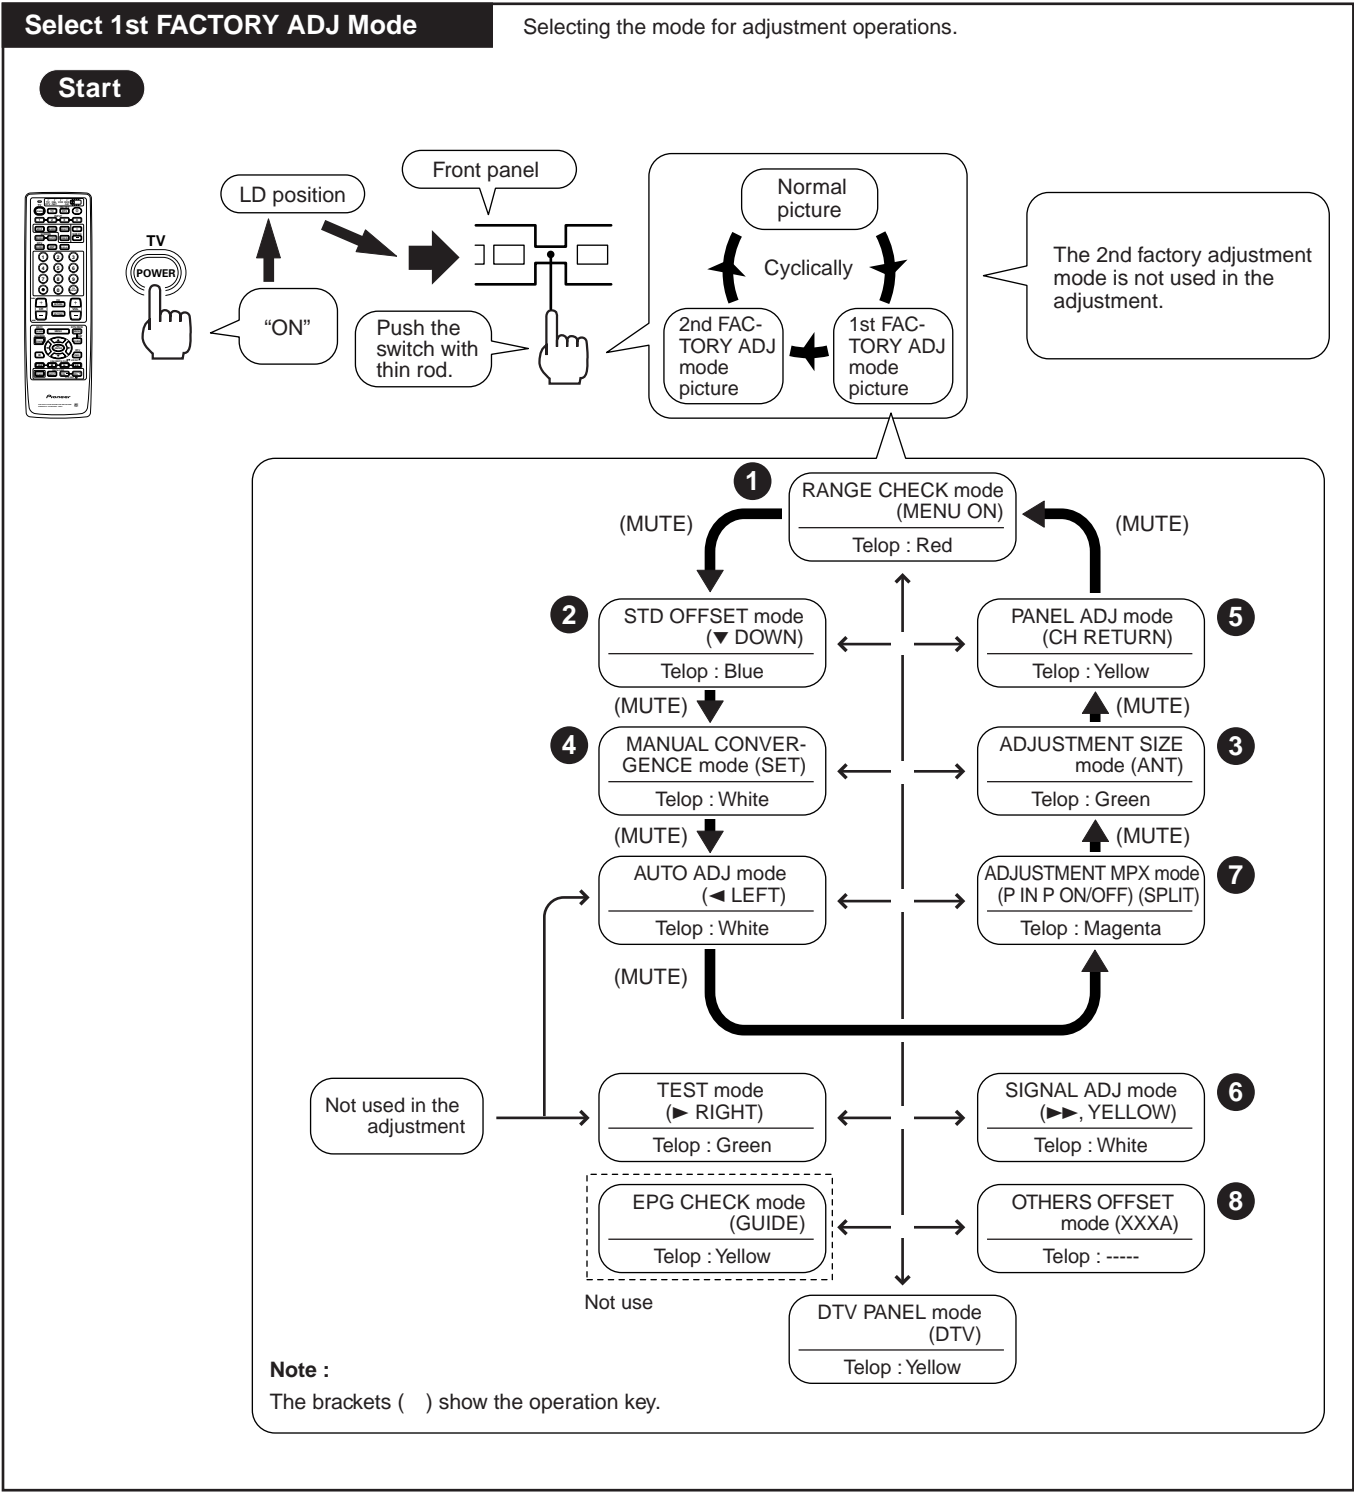 Select 1st FACTORY ADJ Mode
Selecting the mode for adjustment operations.
Start
Front panel
LD position
TV
POWER
“ON”
Push the
switch with
thin rod.
Normal
picture
Cyclically
2nd FAC-
TORY ADJ
mode
picture
1st FAC-
TORY ADJ
mode
picture
The 2nd factory adjustment
mode is not used in the
adjustment.
Pioneer
1
RANGE CHECK mode
(MENU ON)
Telop : Red
(MUTE)
(MUTE)
2
STD OFFSET mode
(▼ DOWN)
Telop : Blue
PANEL ADJ mode
(CH RETURN)
Telop : Yellow
5
(MUTE)
(MUTE)
4
MANUAL CONVER-
GENCE mode (SET)
Telop : White
ADJUSTMENT SIZE
mode (ANT)
Telop : Green
3
(MUTE)
(MUTE)
AUTO ADJ mode
(◄ LEFT)
Telop : White
ADJUSTMENT MPX mode
(P IN P ON/OFF) (SPLIT)
Telop : Magenta
7
(MUTE)
Not used in the
adjustment
TEST mode
(► RIGHT)
Telop : Green
SIGNAL ADJ mode
(►►, YELLOW)
Telop : White
6
EPG CHECK mode
(GUIDE)
Telop : Yellow
OTHERS OFFSET
mode (XXXA)
Telop : -----
8
Not use
DTV PANEL mode
(DTV)
Telop : Yellow
Note :
The brackets ( ) show the operation key.